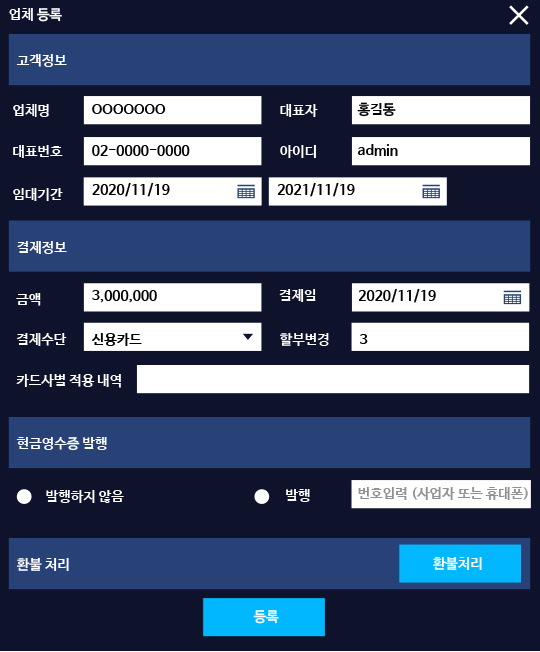 업체 등록
고객정보
업체명 OOOOOOO 대표자 홍길동
대표번호 02-0000-0000 아이디 admin
임대기간 2020/11/19 2021/11/19
결제정보
금액 3,000,000 결제일 2020/11/19
결제수단 신용카드 할부변경 3
카드사별 적용 내역
현금영수증 발행
발행하지 않음 발행 번호입력 (사업자 또는 휴대폰)
환불 처리 환불처리
등록